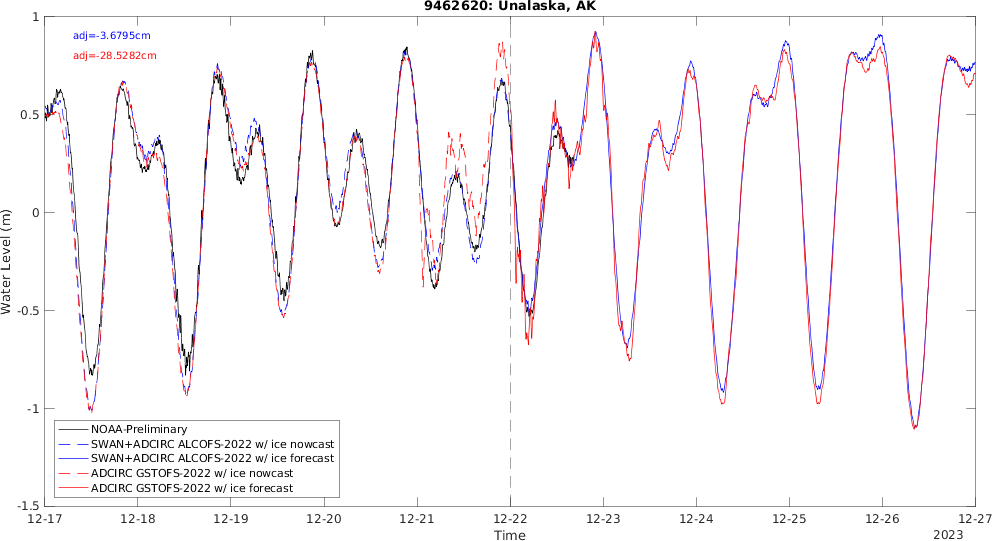 9462620: Unalaska, AK
adj=-3.6795cm
adj=-28.5282cm
Water Level (m)
1
0.5
0
-0.5
-1
-1.5
NOAA-Preliminary
SWAN+ADCIRC ALCOFS-2022 w/ ice nowcast
SWAN+ADCIRC ALCOFS-2022 w/ ice forecast
ADCIRC GSTOFS-2022 w/ ice nowcast
ADCIRC GSTOFS-2022 w/ ice forecast
12-17 12-18 12-19 12-20 12-21 12-22 12-23 12-24 12-25 12-26 12-27
Time
2023